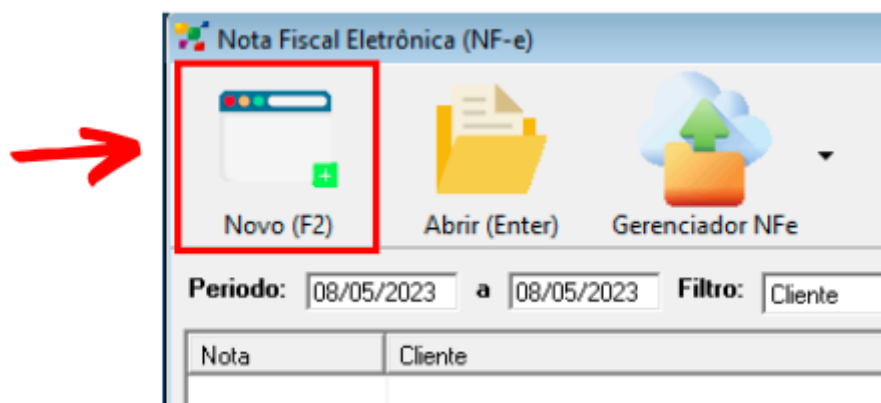 Nota Fiscal Eletrônica (NF-e)
Novo (F2) Abrir (Enter) Gerenciador NFe
Periodo: 08/05/2023 a 08/05/2023 Filtro: Cliente
Nota Cliente